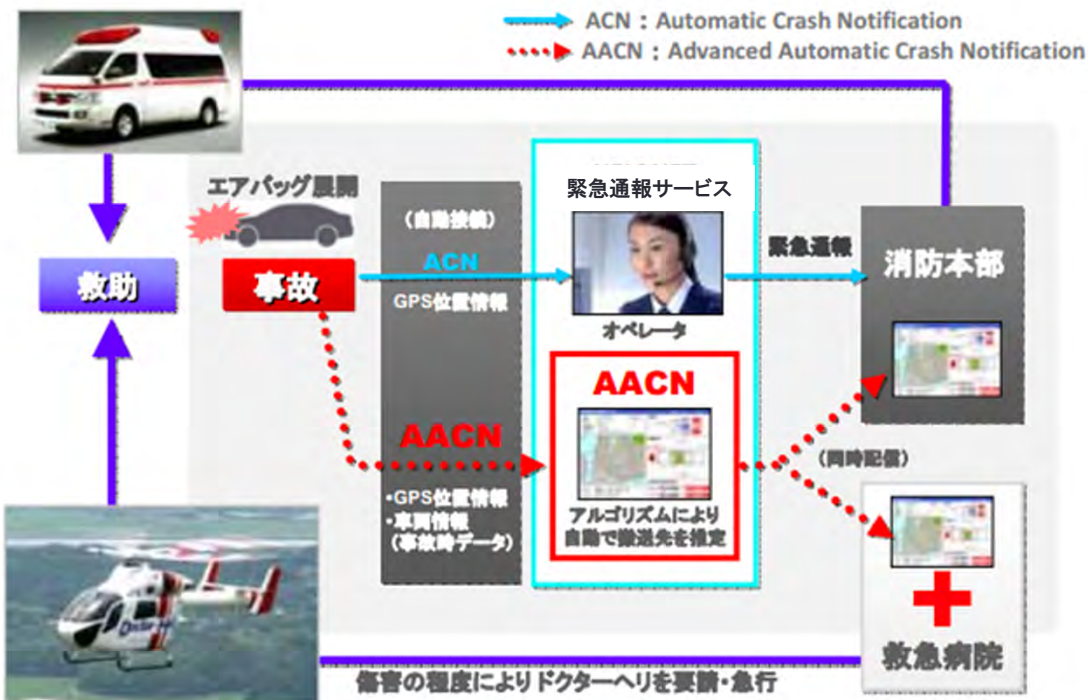 ACN：Automatic Crash Notification
AACN：Advanced Automatic Crash Notification
エアバッグ展開
事故
救助
（自動接続）
ACN
GPS位置情報
AACN
・GPS位置情報
・車両情報
（事故時データ）
緊急通報サービス
オペレータ
AACN
アルゴリズムにより
自動で搬送先を推定
緊急通報
消防本部
（同時配信）
救急病院
傷害の程度によりドクターヘリを要請・急行